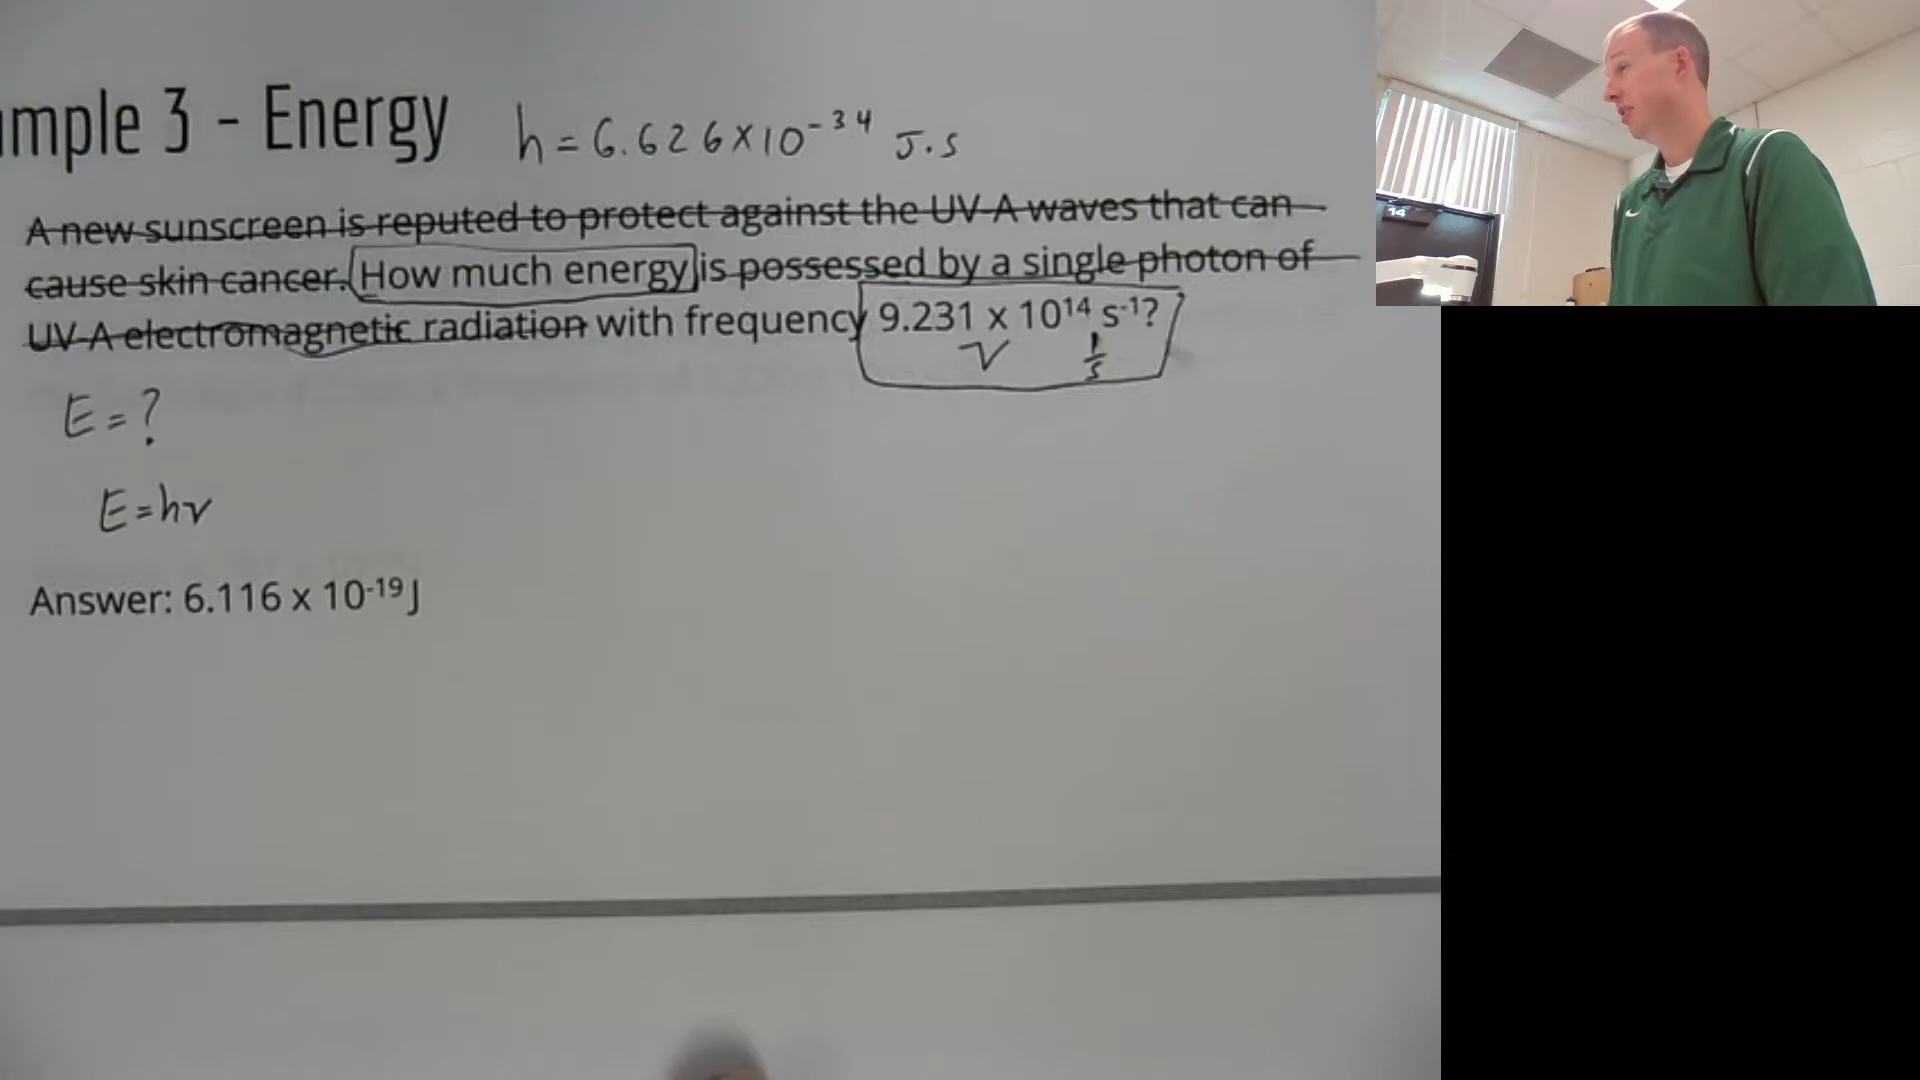 mple 3 - Energy h = 6.626 x 10⁻³⁴ J·s
A new sunscreen is reputed to protect against the UV-A waves that can
cause skin cancer. How much energy is possessed by a single photon of
UV-A electromagnetic radiation with frequency 9.231 x 10¹⁴ s⁻¹?
ν 1/s
E = ?
E = hν
Answer: 6.116 x 10⁻¹⁹ J
14